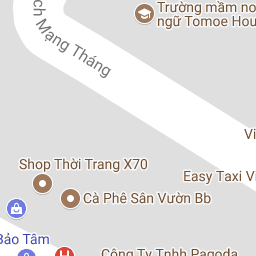 Trường mầm no
ngữ Tomoe Hou
ch Mạng Tháng
Vi
Shop Thời Trang X70
Easy Taxi Vi
Cà Phê Sân Vườn Bb
Bảo Tâm
Công Ty Tnhh Pagoda